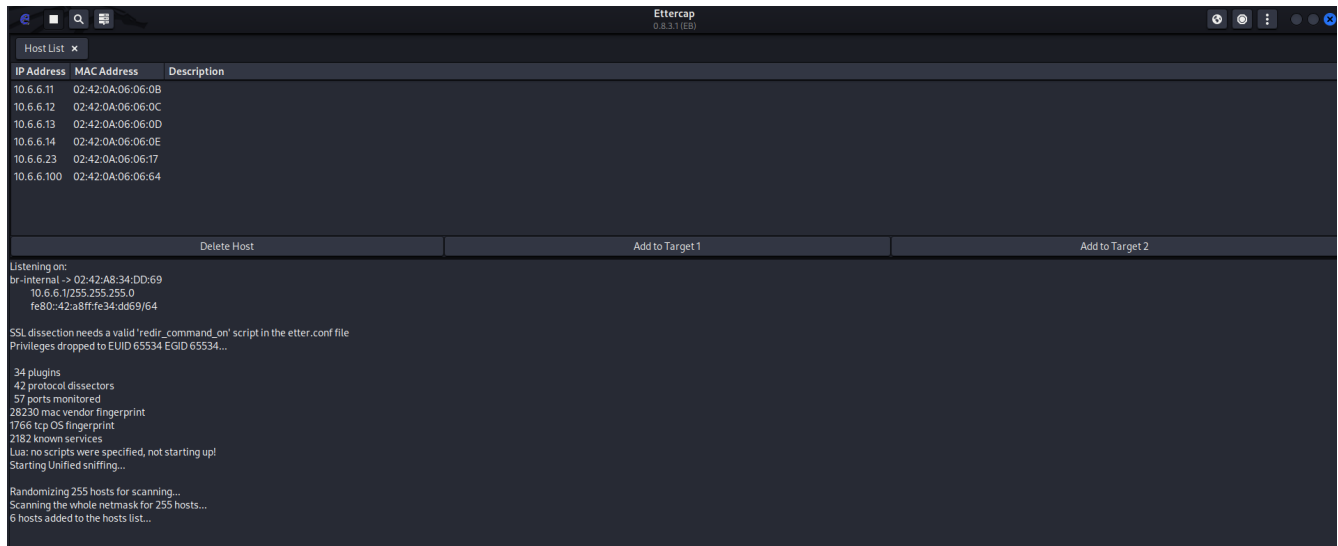 Ettercap
0.8.3.1 (EB)
Host List ×
IP Address MAC Address Description
10.6.6.11 02:42:0A:06:06:0B
10.6.6.12 02:42:0A:06:06:0C
10.6.6.13 02:42:0A:06:06:0D
10.6.6.14 02:42:0A:06:06:0E
10.6.6.23 02:42:0A:06:06:17
10.6.6.100 02:42:0A:06:06:64
Delete Host Add to Target 1 Add to Target 2
Listening on:
br-internal -> 02:42:A8:34:DD:69
10.6.6.1/255.255.255.0
fe80::42:a8ff:fe34:dd69/64
SSL dissection needs a valid 'redir_command_on' script in the etter.conf file
Privileges dropped to EUID 65534 EGID 65534...
34 plugins
42 protocol dissectors
57 ports monitored
28230 mac vendor fingerprint
1766 tcp OS fingerprint
2182 known services
Lua: no scripts were specified, not starting up!
Starting Unified sniffing...
Randomizing 255 hosts for scanning...
Scanning the whole netmask for 255 hosts...
6 hosts added to the hosts list...